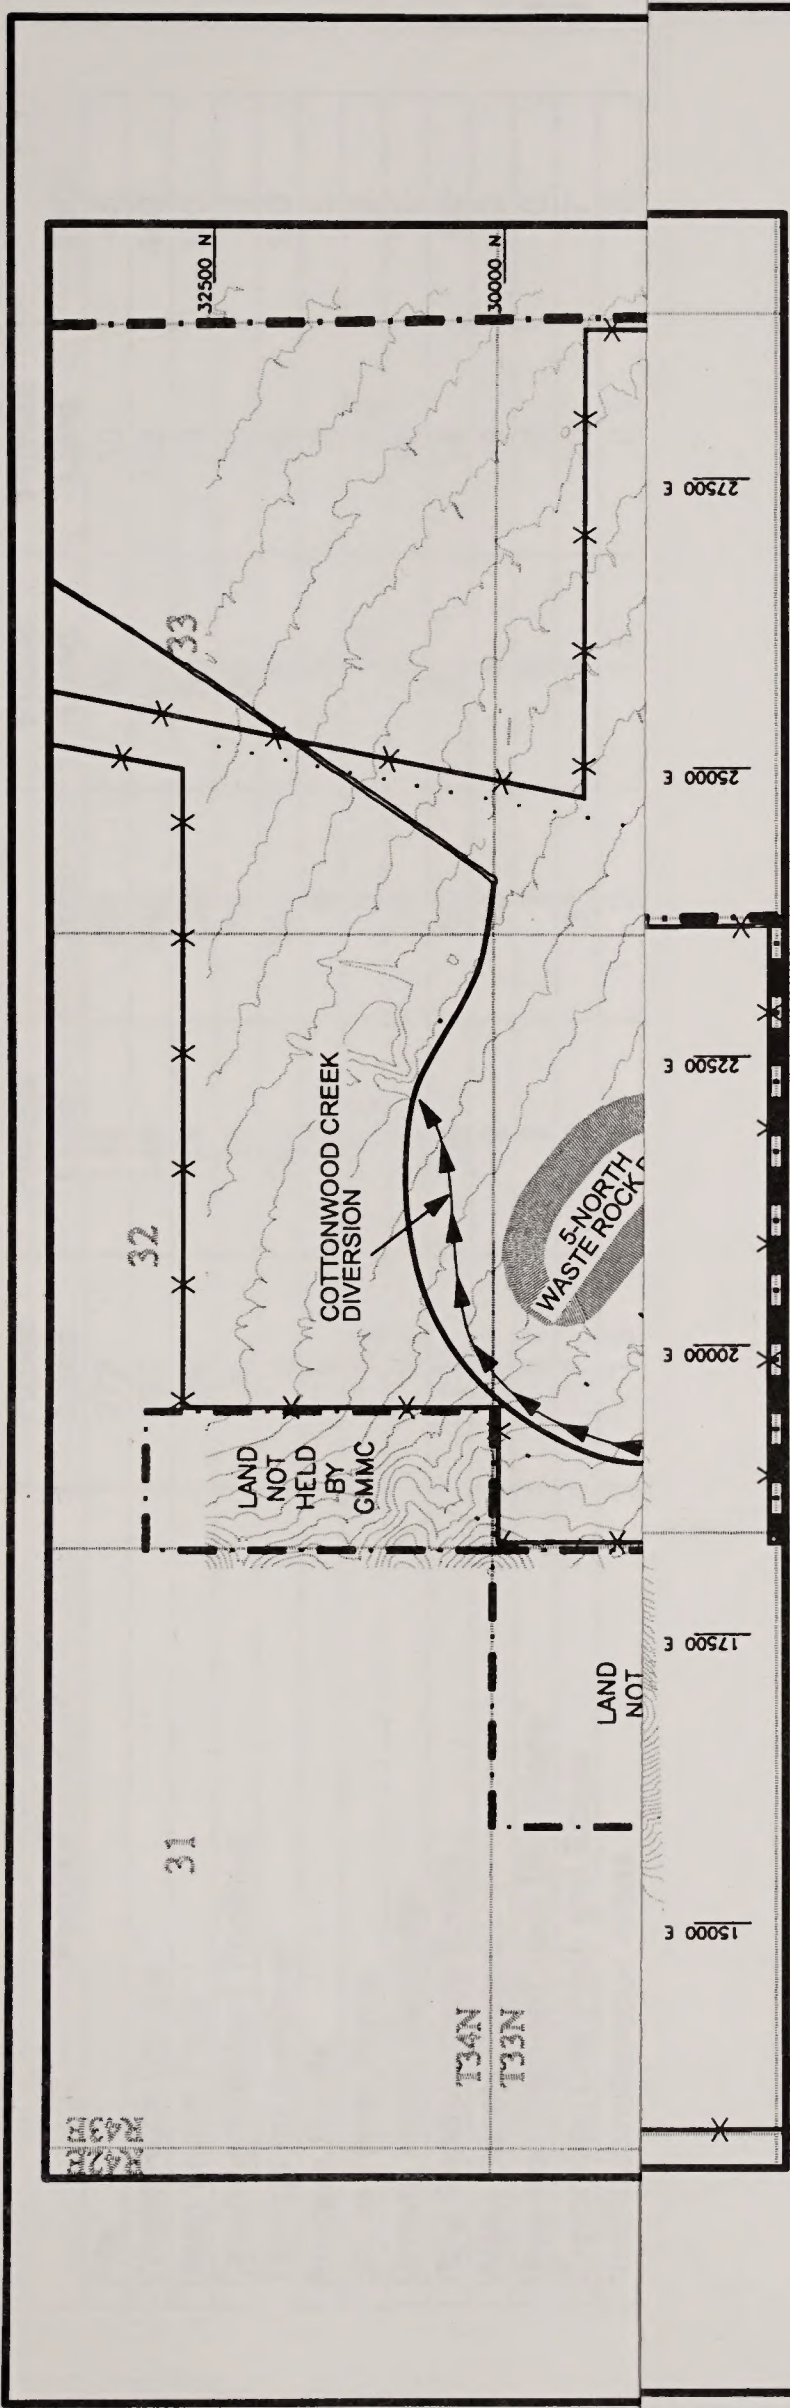 32500 N
30000 N
33
32
31
COTTONWOOD CREEK
DIVERSION
5-NORTH
WASTE ROCK
LAND
NOT
HELD
BY
GMMC
LAND
NOT
T34N
T33N
R43E
R42E
27500 E
25000 E
22500 E
20000 E
17500 E
15000 E